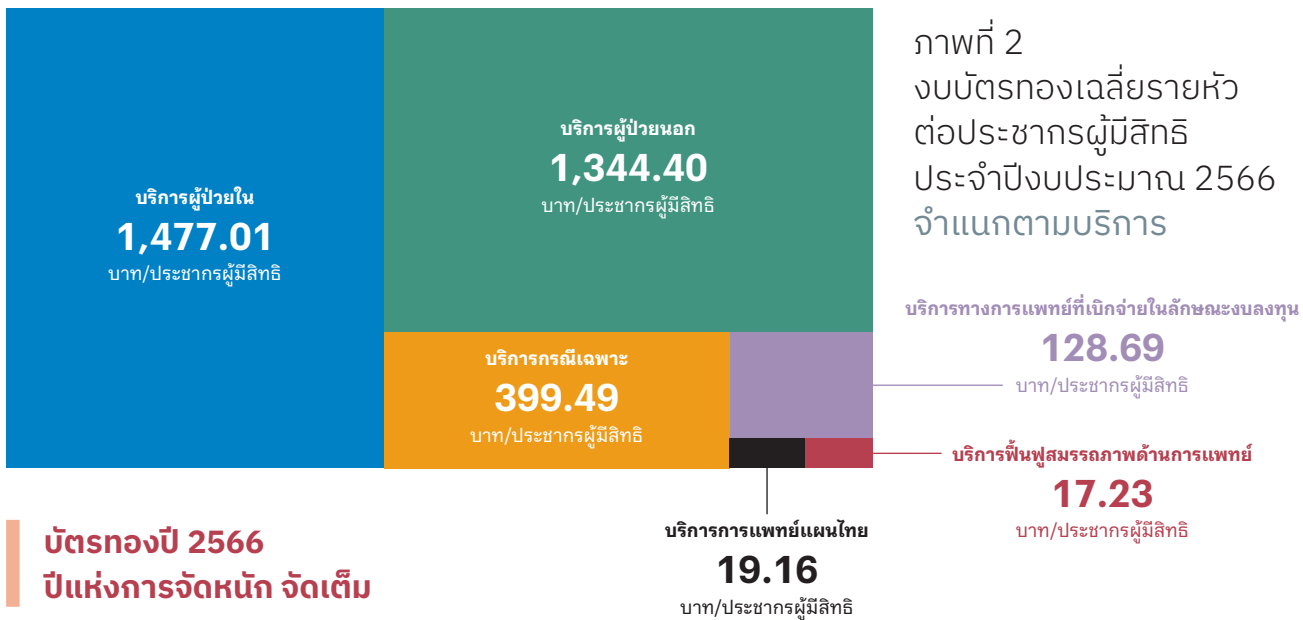 ภาพที่ 2
งบบัตรทองเฉลี่ยรายหัว
ต่อประชากรผู้มีสิทธิ
ประจำปีงบประมาณ 2566
จำแนกตามบริการ
บริการผู้ป่วยใน
1,477.01
บาท/ประชากรผู้มีสิทธิ
บริการผู้ป่วยนอก
1,344.40
บาท/ประชากรผู้มีสิทธิ
บริการกรณีเฉพาะ
399.49
บาท/ประชากรผู้มีสิทธิ
บริการทางการแพทย์ที่เบิกจ่ายในลักษณะงบลงทุน
128.69
บาท/ประชากรผู้มีสิทธิ
บริการฟื้นฟูสมรรถภาพด้านการแพทย์
17.23
บาท/ประชากรผู้มีสิทธิ
บริการการแพทย์แผนไทย
19.16
บาท/ประชากรผู้มีสิทธิ
บัตรทองปี 2566
ปีแห่งการจัดหนัก จัดเต็ม